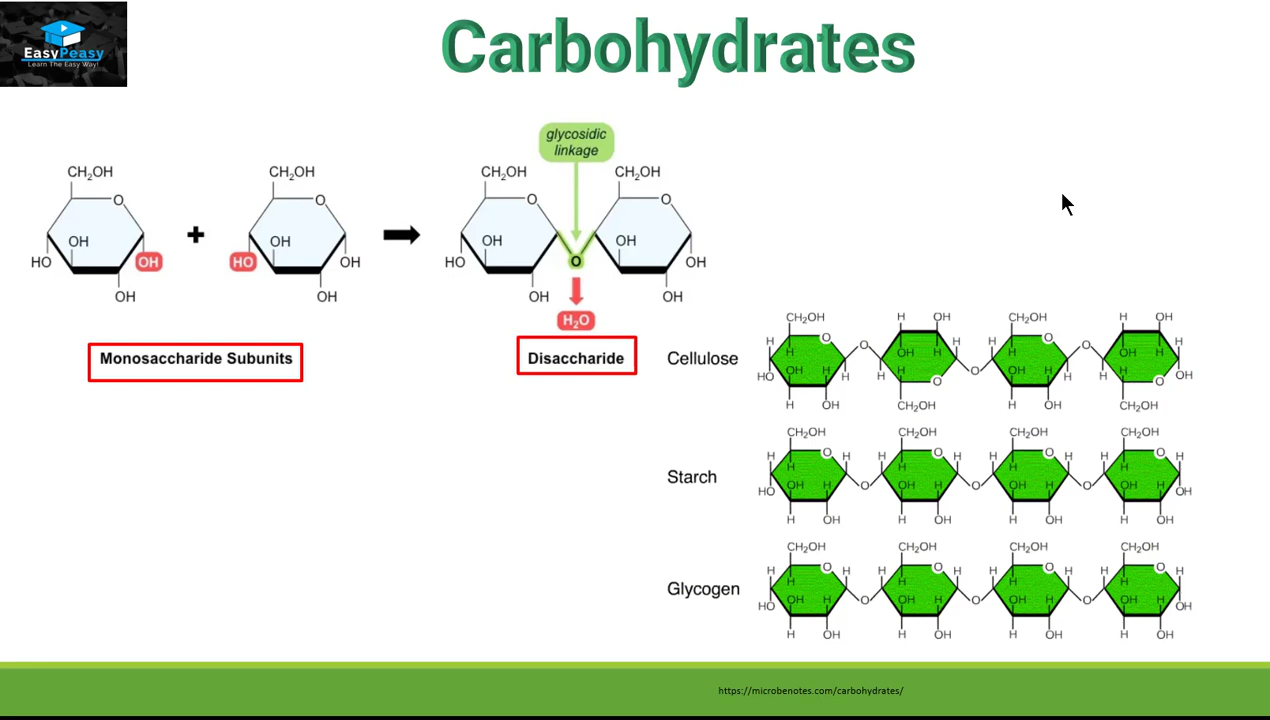 EasyPeasy
Learn The Easy Way!
Carbohydrates
glycosidic
linkage
CH₂OH CH₂OH CH₂OH CH₂OH
O O O O
OH OH OH OH
HO OH HO OH HO O OH
OH OH OH OH
H₂O
Monosaccharide Subunits
Disaccharide
Cellulose
CH₂OH H OH CH₂OH H OH
H O H H O H O H H O H
H OH H H OH H
HO OH H H H OH H H OH
H O O
H OH CH₂OH H OH CH₂OH
Starch
CH₂OH CH₂OH CH₂OH CH₂OH
H O H H O H H O H H O H
H H H H
OH H OH H OH H OH H
HO O O O OH
H OH H OH H OH H OH
Glycogen
CH₂OH CH₂OH CH₂OH CH₂OH
H O H H O H H O H H O H
H H H H
OH H OH H OH H OH H
HO O O O OH
H OH H OH H OH H OH
https://microbenotes.com/carbohydrates/